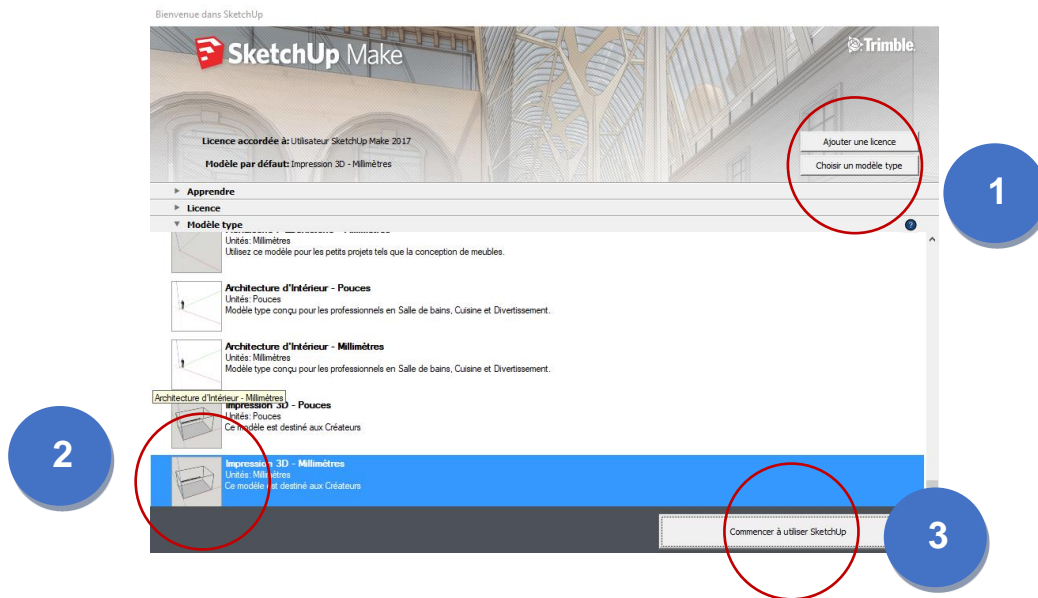 Bienvenue dans SketchUp
SketchUp Make
Trimble.
Licence accordée à: Utilisateur SketchUp Make 2017
Ajouter une licence
Modèle par défaut: Impression 3D - Millimètres
Choisir un modèle type
1
Apprendre
Licence
Modèle type
?
Unités: Millimètres
Utilisez ce modèle pour les petits projets tels que la conception de meubles.
Architecture d'Intérieur - Pouces
Unités: Pouces
Modèle type conçu pour les professionnels en Salle de bains, Cuisine et Divertissement.
Architecture d'Intérieur - Millimètres
Unités: Millimètres
Modèle type conçu pour les professionnels en Salle de bains, Cuisine et Divertissement.
Architecture d'Intérieur - Millimètres
Impression 3D - Pouces
Unités: Pouces
Ce modèle est destiné aux Créateurs
2
Impression 3D - Millimètres
Unités: Millimètres
Ce modèle est destiné aux Créateurs
Commencer à utiliser SketchUp
3